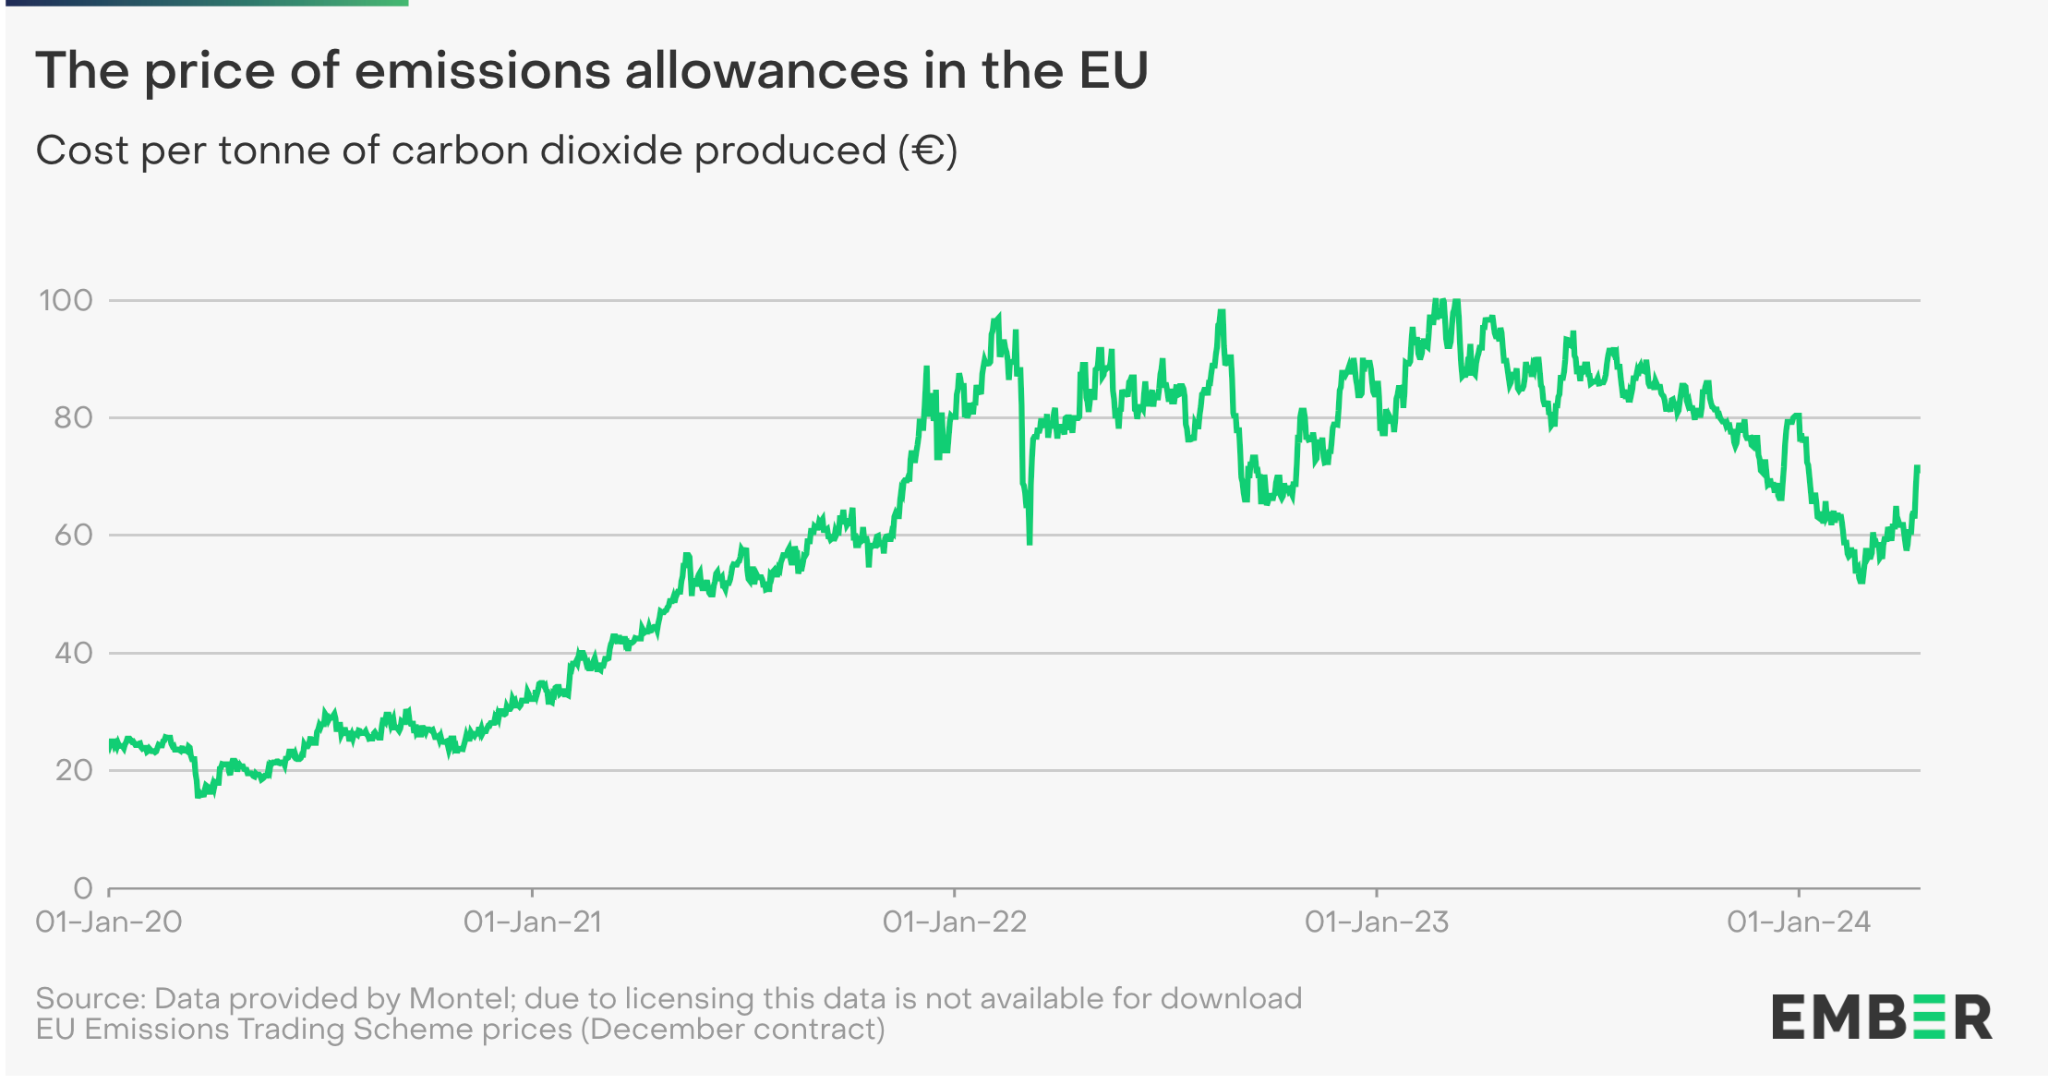 The price of emissions allowances in the EU
Cost per tonne of carbon dioxide produced (€)
100
80
60
40
20
0
01-Jan-20 01-Jan-21 01-Jan-22 01-Jan-23 01-Jan-24
Source: Data provided by Montel; due to licensing this data is not available for download
EU Emissions Trading Scheme prices (December contract)
EMBER